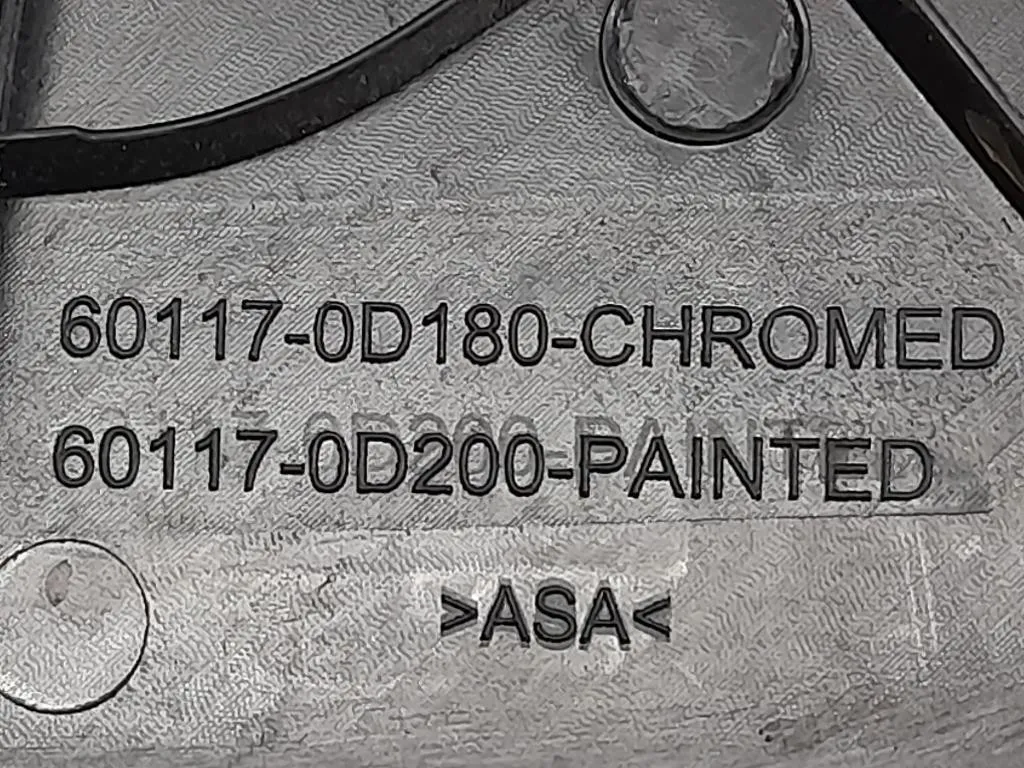 60117-0D180-CHROMED
60117-0D200-PAINTED
>ASA<